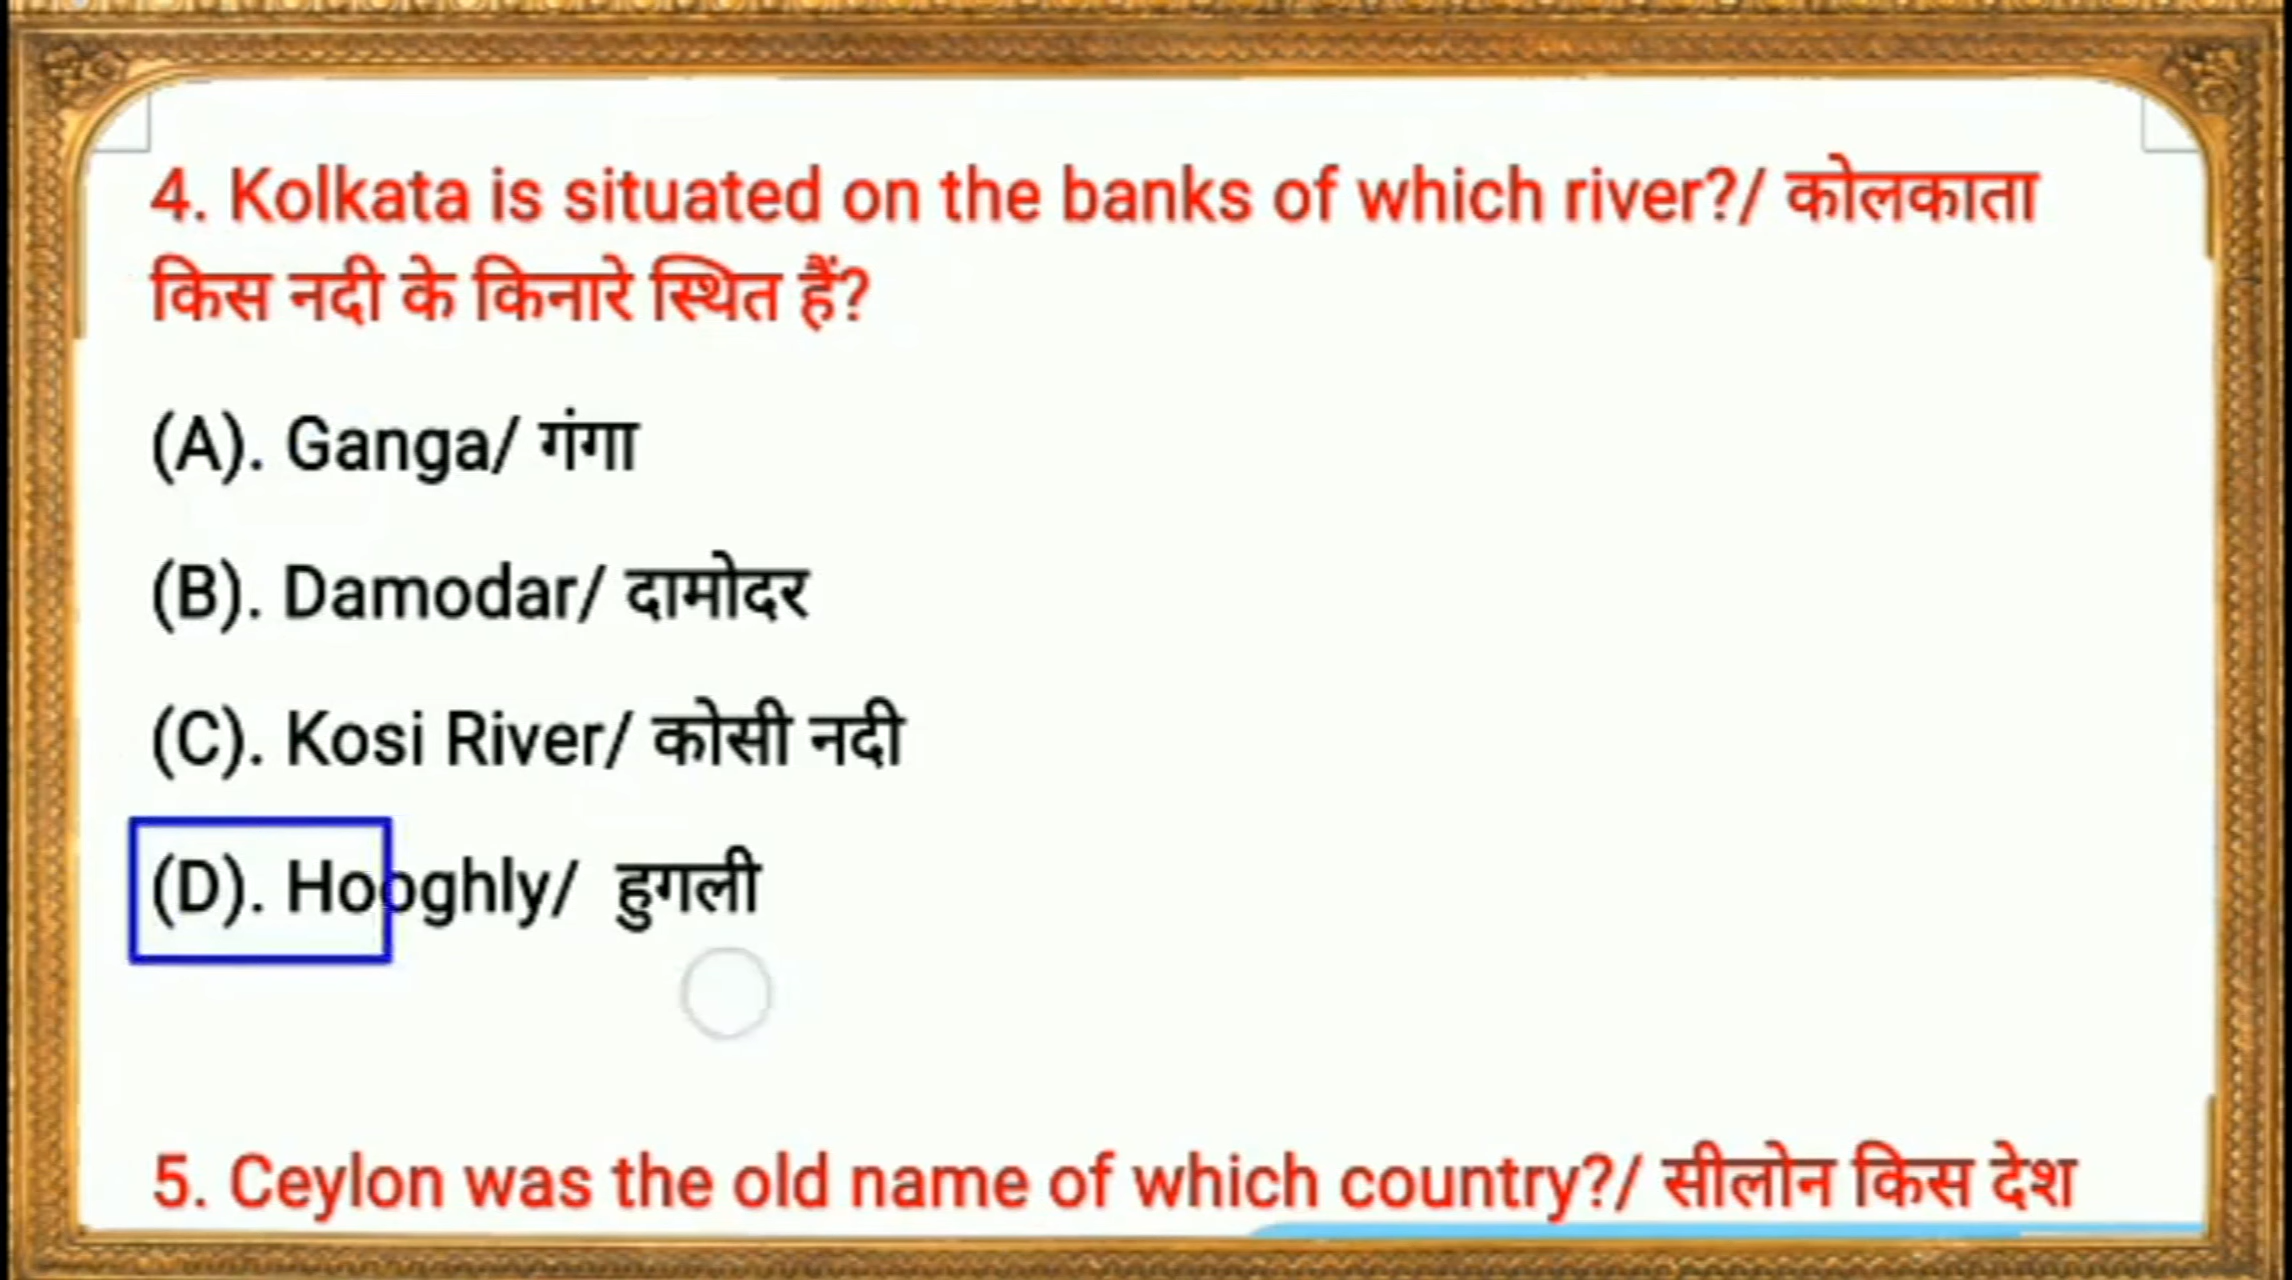 4. Kolkata is situated on the banks of which river?/ कोलकाता
किस नदी के किनारे स्थित हैं?
(A). Ganga/ गंगा
(B). Damodar/ दामोदर
(C). Kosi River/ कोसी नदी
(D). Hooghly/ हुगली
5. Ceylon was the old name of which country?/ सीलोन किस देश